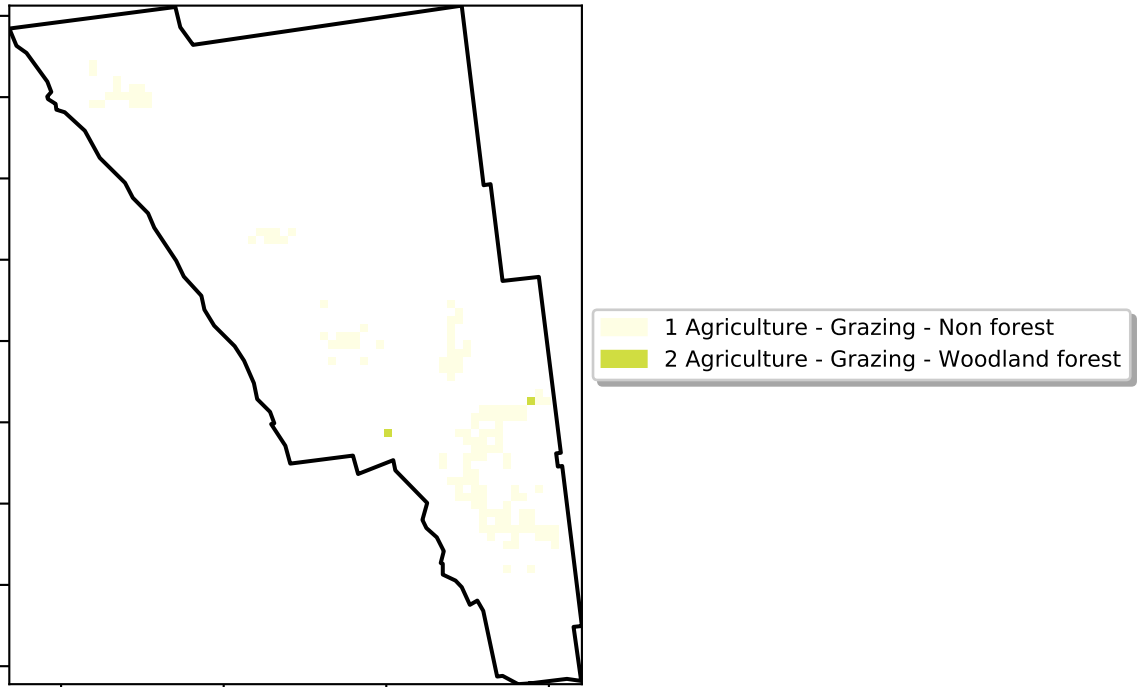 1 Agriculture - Grazing - Non forest
2 Agriculture - Grazing - Woodland forest